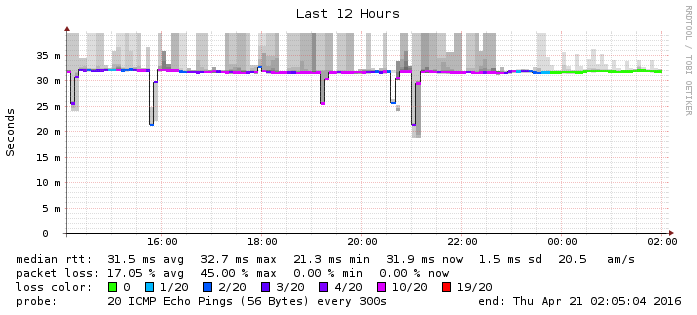 Last 12 Hours
RRDTOOL / TOBI OETIKER
Seconds
35 m
30 m
25 m
20 m
15 m
10 m
5 m
0
16:00 18:00 20:00 22:00 00:00 02:00
median rtt: 31.5 ms avg 32.7 ms max 21.3 ms min 31.9 ms now 1.5 ms sd 20.5 am/s
packet loss: 17.05 % avg 45.00 % max 0.00 % min 0.00 % now
loss color: 0 1/20 2/20 3/20 4/20 10/20 19/20
probe: 20 ICMP Echo Pings (56 Bytes) every 300s end: Thu Apr 21 02:05:04 2016